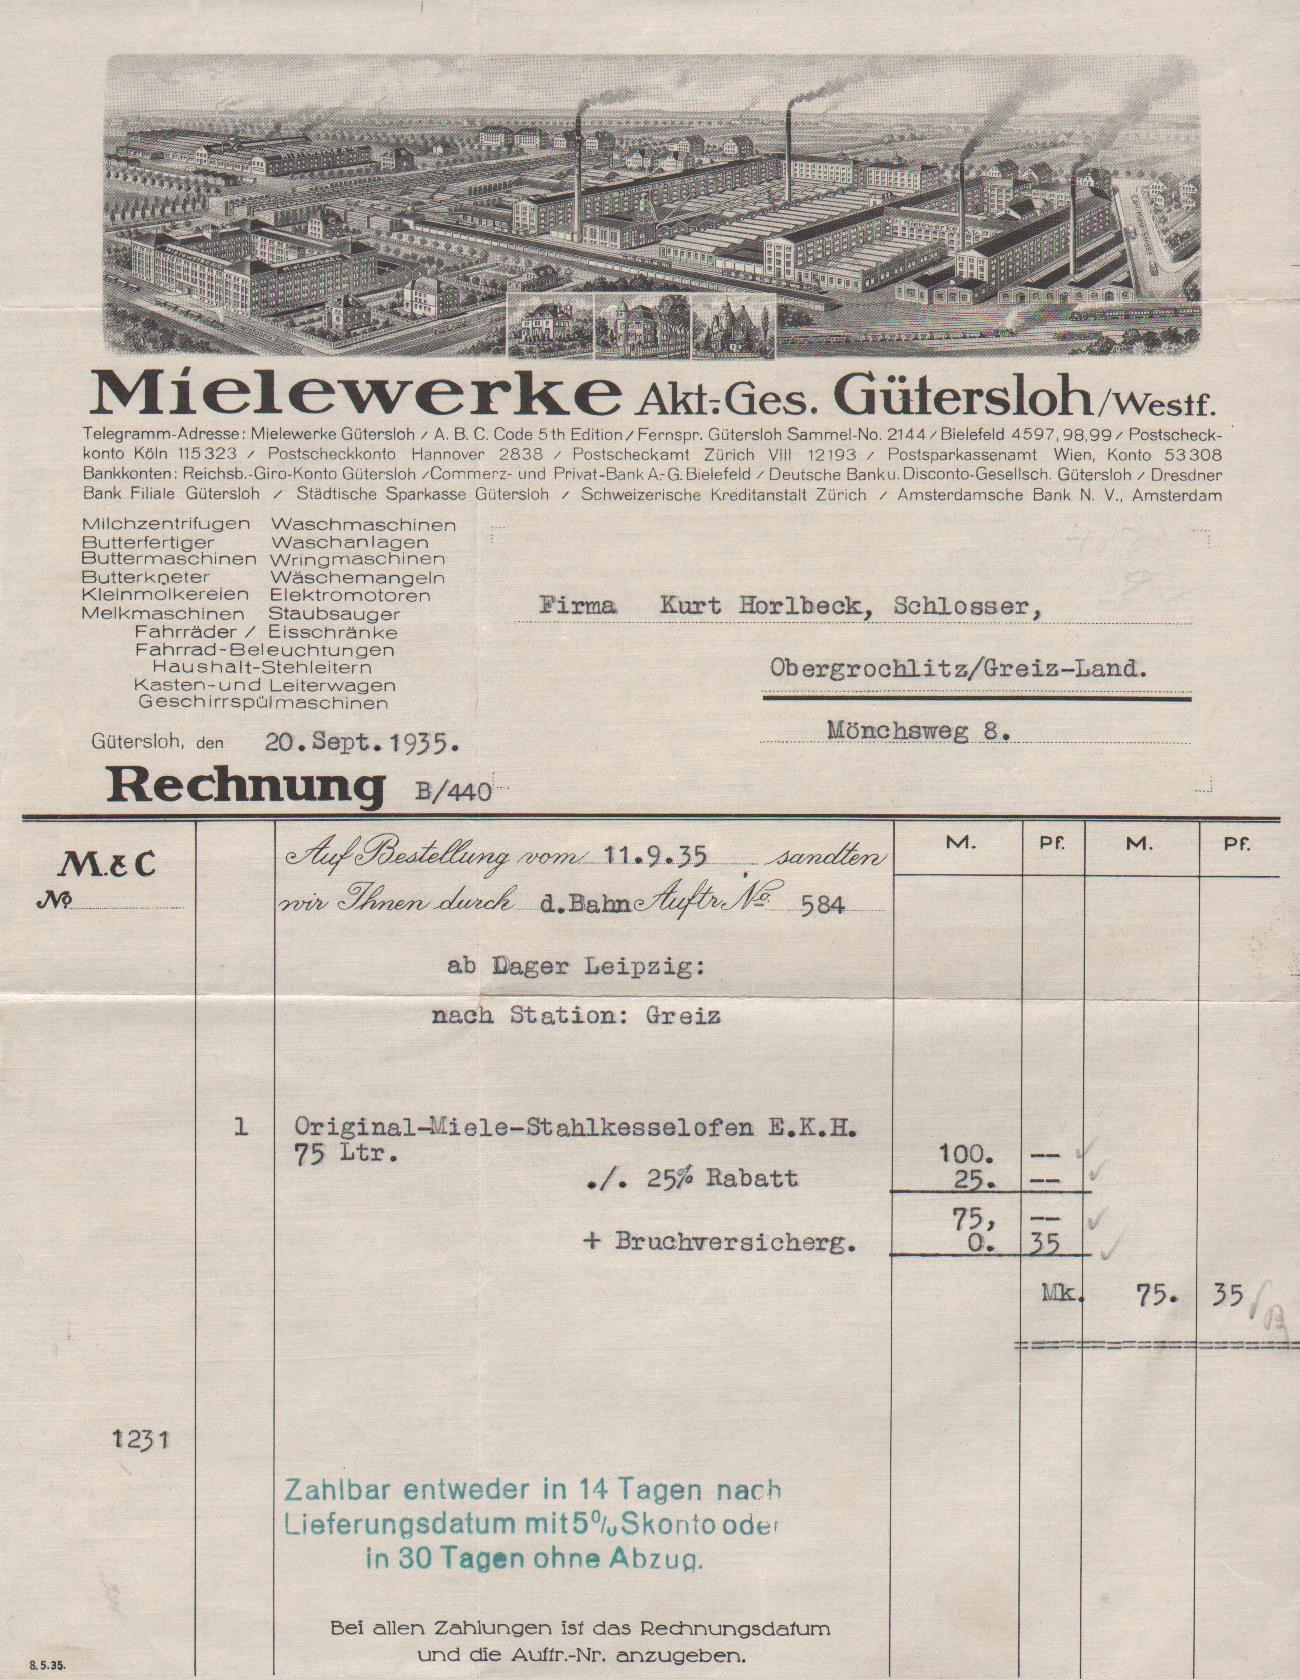 Mielewerke Akt.-Ges. Gütersloh/Westf.
Telegramm-Adresse: Mielewerke Gütersloh / A. B. C. Code 5th Edition / Fernspr. Gütersloh Sammel-No. 2144 / Bielefeld 4597, 98, 99 / Postscheck-
konto Köln 115 323 / Postscheckkonto Hannover 2838 / Postscheckamt Zürich VIII 12193 / Postsparkassenamt Wien, Konto 53 308
Bankkonten: Reichsb.-Giro-Konto Gütersloh / Commerz- und Privat-Bank A.-G. Bielefeld / Deutsche Bank u. Disconto-Gesellsch. Gütersloh / Dresdner
Bank Filiale Gütersloh / Städtische Sparkasse Gütersloh / Schweizerische Kreditanstalt Zürich / Amsterdamsche Bank N. V., Amsterdam
Milchzentrifugen Waschmaschinen
Butterfertiger Waschanlagen
Buttermaschinen Wringmaschinen
Butterkneter Wäschemangeln
Kleinmolkereien Elektromotoren
Melkmaschinen Staubsauger
Fahrräder / Eisschränke
Fahrrad-Beleuchtungen
Haushalt-Stehleitern
Kasten- und Leiterwagen
Geschirrspülmaschinen
Firma Kurt Horlbeck, Schlosser,
Obergrochlitz/Greiz-Land.
Mönchsweg 8.
Gütersloh, den 20.Sept.1935.
Rechnung B/440
M. & C
No
Auf Bestellung vom 11.9.35 sandten
wir Ihnen durch d.Bahn Auftr. No. 584
M. Pf. M. Pf.
ab Dager Leipzig:
nach Station: Greiz
1 Original-Miele-Stahlkesselofen E.K.H.
75 Ltr. 100. --
./. 25% Rabatt 25. --
75, --
+ Bruchversicherg. 0. 35
Mk. 75. 35
1231
Zahlbar entweder in 14 Tagen nach
Lieferungsdatum mit 5% Skonto oder
in 30 Tagen ohne Abzug.
Bei allen Zahlungen ist das Rechnungsdatum
und die Auftr.-Nr. anzugeben.
8. 5. 35.